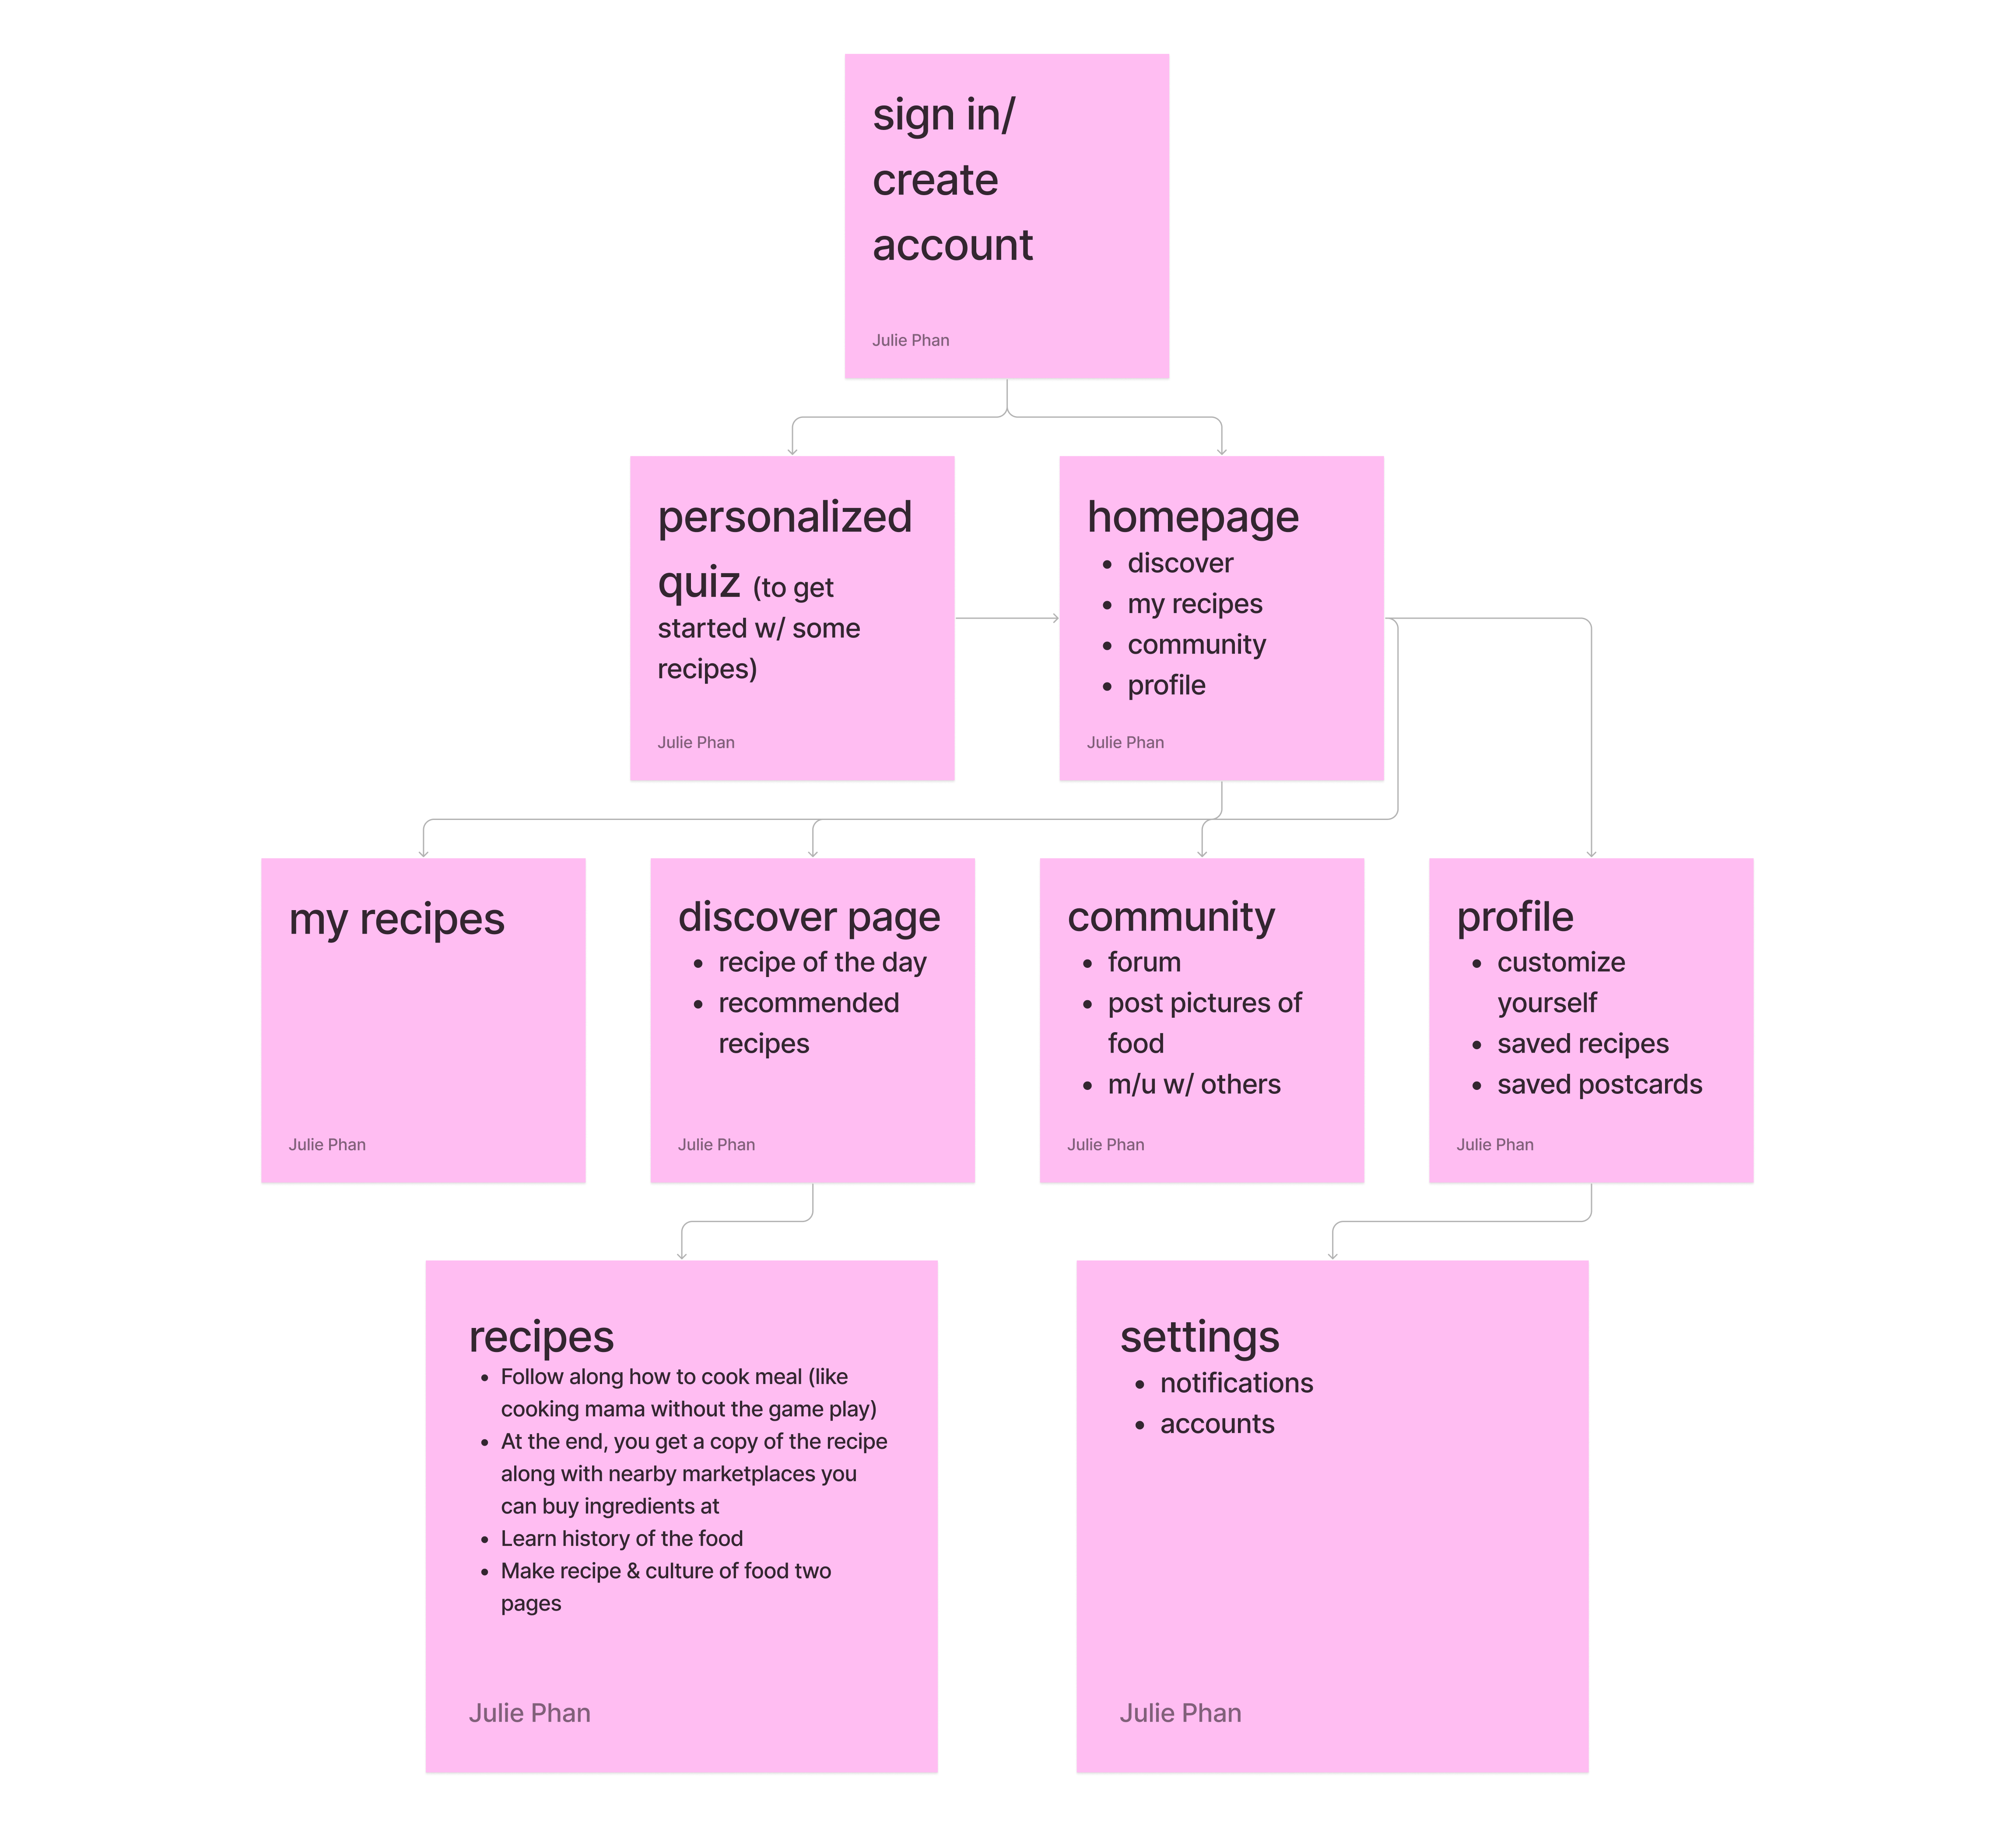 sign in/
create
account
Julie Phan
personalized
quiz (to get
started w/ some
recipes)
Julie Phan
homepage
discover
my recipes
community
profile
Julie Phan
my recipes
Julie Phan
discover page
recipe of the day
recommended
recipes
Julie Phan
community
forum
post pictures of
food
m/u w/ others
Julie Phan
profile
customize
yourself
saved recipes
saved postcards
Julie Phan
recipes
Follow along how to cook meal (like
cooking mama without the game play)
At the end, you get a copy of the recipe
along with nearby marketplaces you
can buy ingredients at
Learn history of the food
Make recipe & culture of food two
pages
Julie Phan
settings
notifications
accounts
Julie Phan